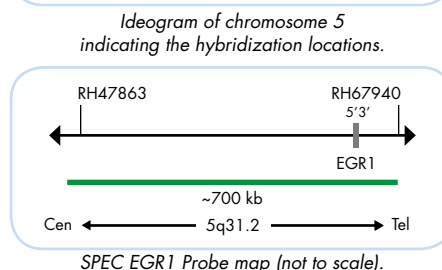 Ideogram of chromosome 5
indicating the hybridization locations.
RH47863 RH67940
5'3'
EGR1
~700 kb
Cen 5q31.2 Tel
SPEC EGR1 Probe map (not to scale).